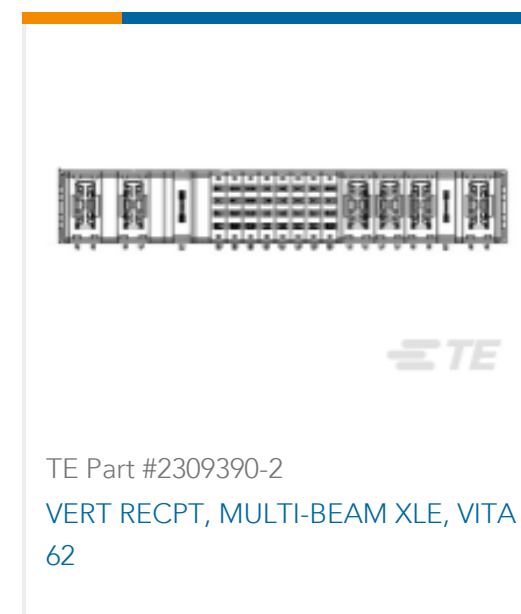 TE
TE Part #2309390-2
VERT RECPT, MULTI-BEAM XLE, VITA
62